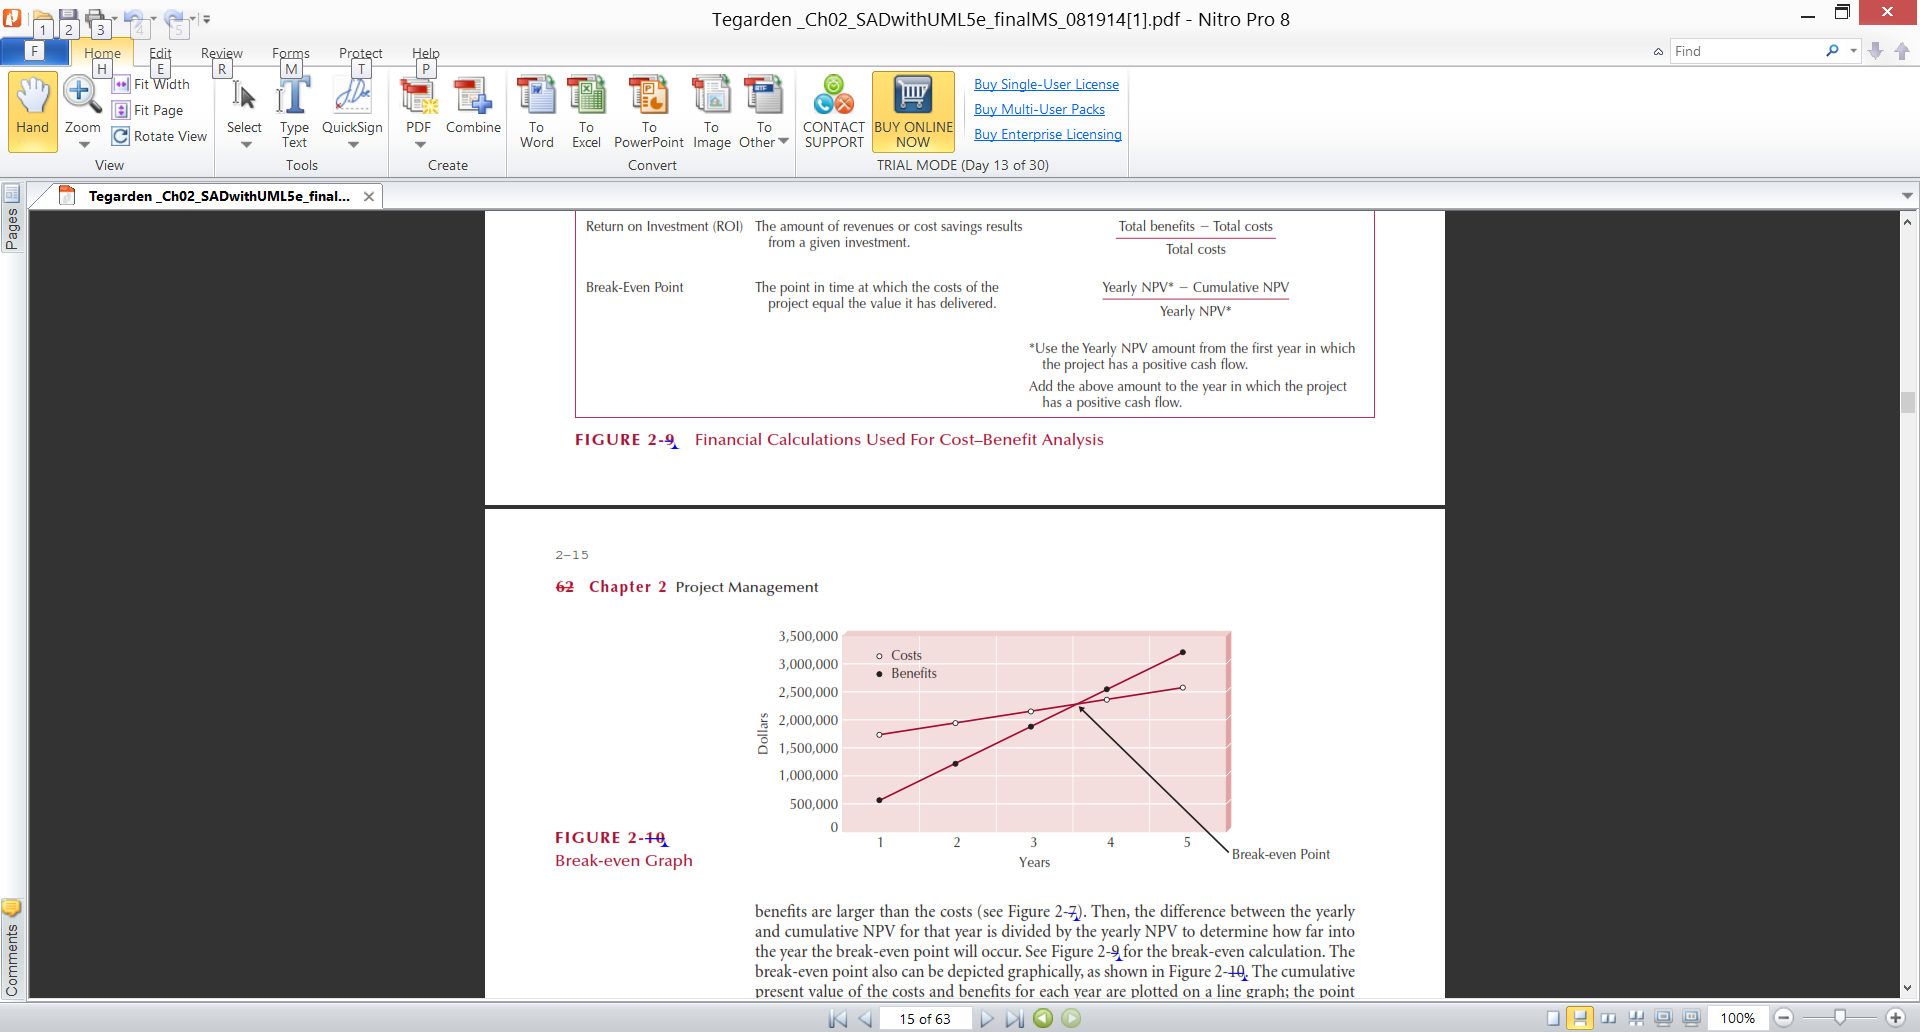 Tegarden _Ch02_SADwithUML5e_finalMS_081914[1].pdf - Nitro Pro 8
1 2 3 4 5
F
Home Edit Review Forms Protect Help
H E R M T P
Find
Hand
Zoom
Fit Width
Fit Page
Rotate View
View
Select
Type Text
QuickSign
Tools
PDF
Combine
Create
To Word
To Excel
To PowerPoint
To Image
To Other
Convert
CONTACT SUPPORT
BUY ONLINE NOW
Buy Single-User License
Buy Multi-User Packs
Buy Enterprise Licensing
TRIAL MODE (Day 13 of 30)
Tegarden _Ch02_SADwithUML5e_final...
Pages
Comments
Return on Investment (ROI) The amount of revenues or cost savings results Total benefits − Total costs
from a given investment. Total costs
Break-Even Point The point in time at which the costs of the Yearly NPV* − Cumulative NPV
project equal the value it has delivered. Yearly NPV*
*Use the Yearly NPV amount from the first year in which
the project has a positive cash flow.
Add the above amount to the year in which the project
has a positive cash flow.
FIGURE 2-9 Financial Calculations Used For Cost–Benefit Analysis
2–15
62 Chapter 2 Project Management
3,500,000
3,000,000
2,500,000
2,000,000
1,500,000
1,000,000
500,000
0
Dollars
Costs
Benefits
1 2 3 4 5
Years
Break-even Point
FIGURE 2-10
Break-even Graph
benefits are larger than the costs (see Figure 2-7). Then, the difference between the yearly
and cumulative NPV for that year is divided by the yearly NPV to determine how far into
the year the break-even point will occur. See Figure 2-9 for the break-even calculation. The
break-even point also can be depicted graphically, as shown in Figure 2-10. The cumulative
present value of the costs and benefits for each year are plotted on a line graph; the point
15 of 63
100%